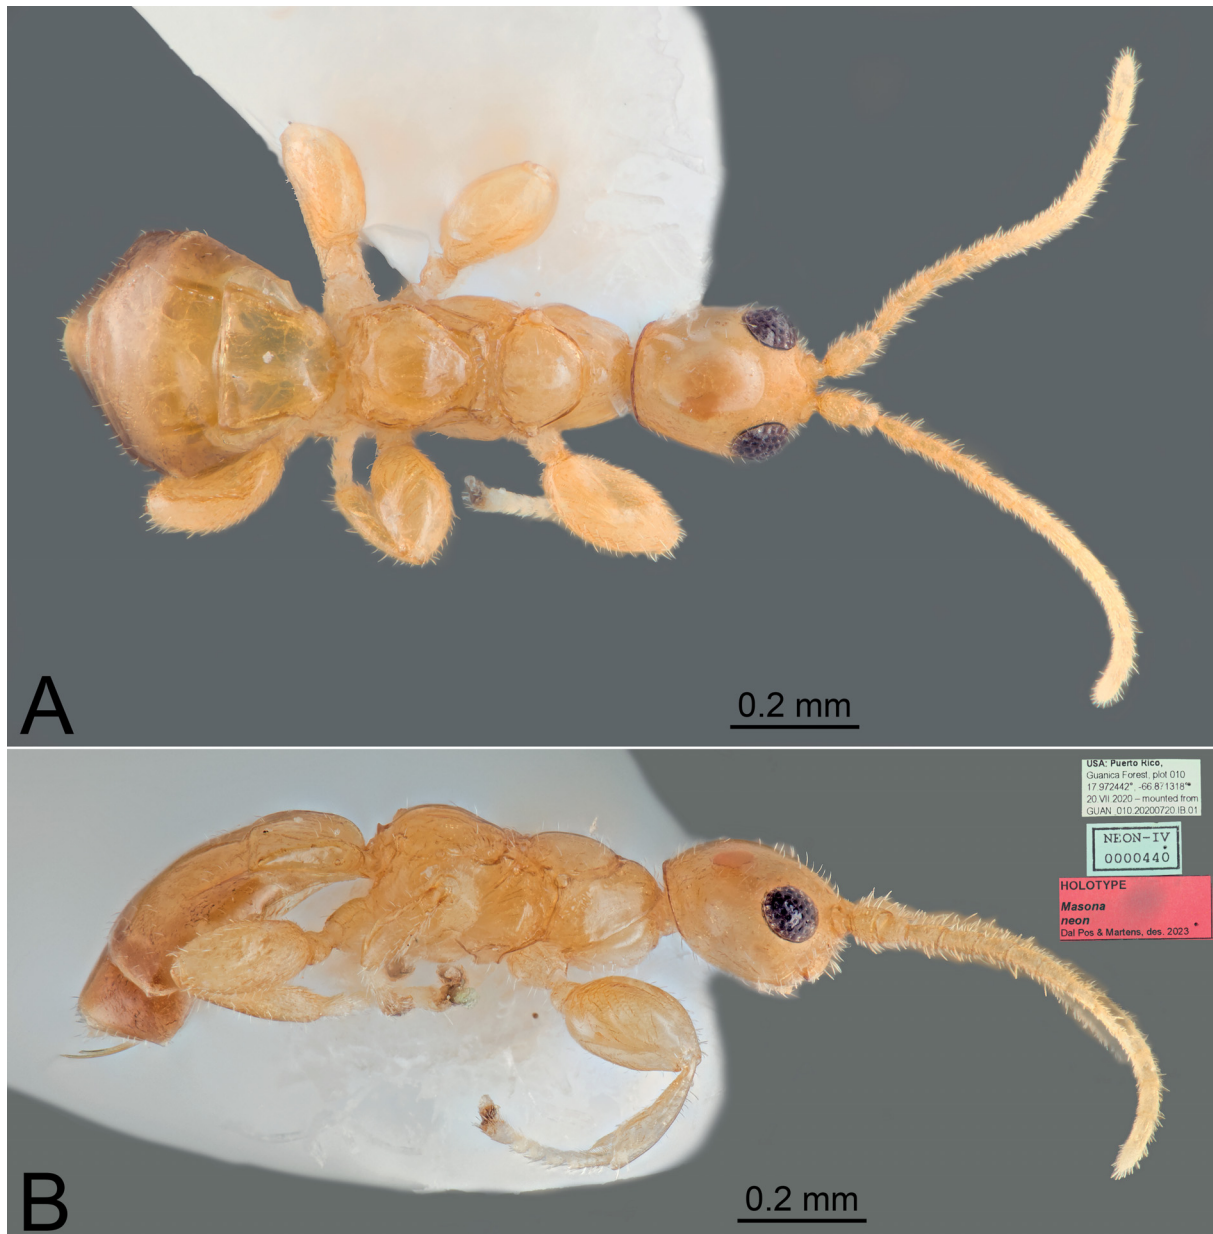 A
0.2 mm
USA: Puerto Rico,
Guanica Forest, plot 010
17.972442°, -66.871318°
20.VII.2020 – mounted from
GUAN_010.20200720.IB.01
NEON-IV
0000440
HOLOTYPE
Masona
neon
Dal Pos & Martens, des. 2023
B
0.2 mm